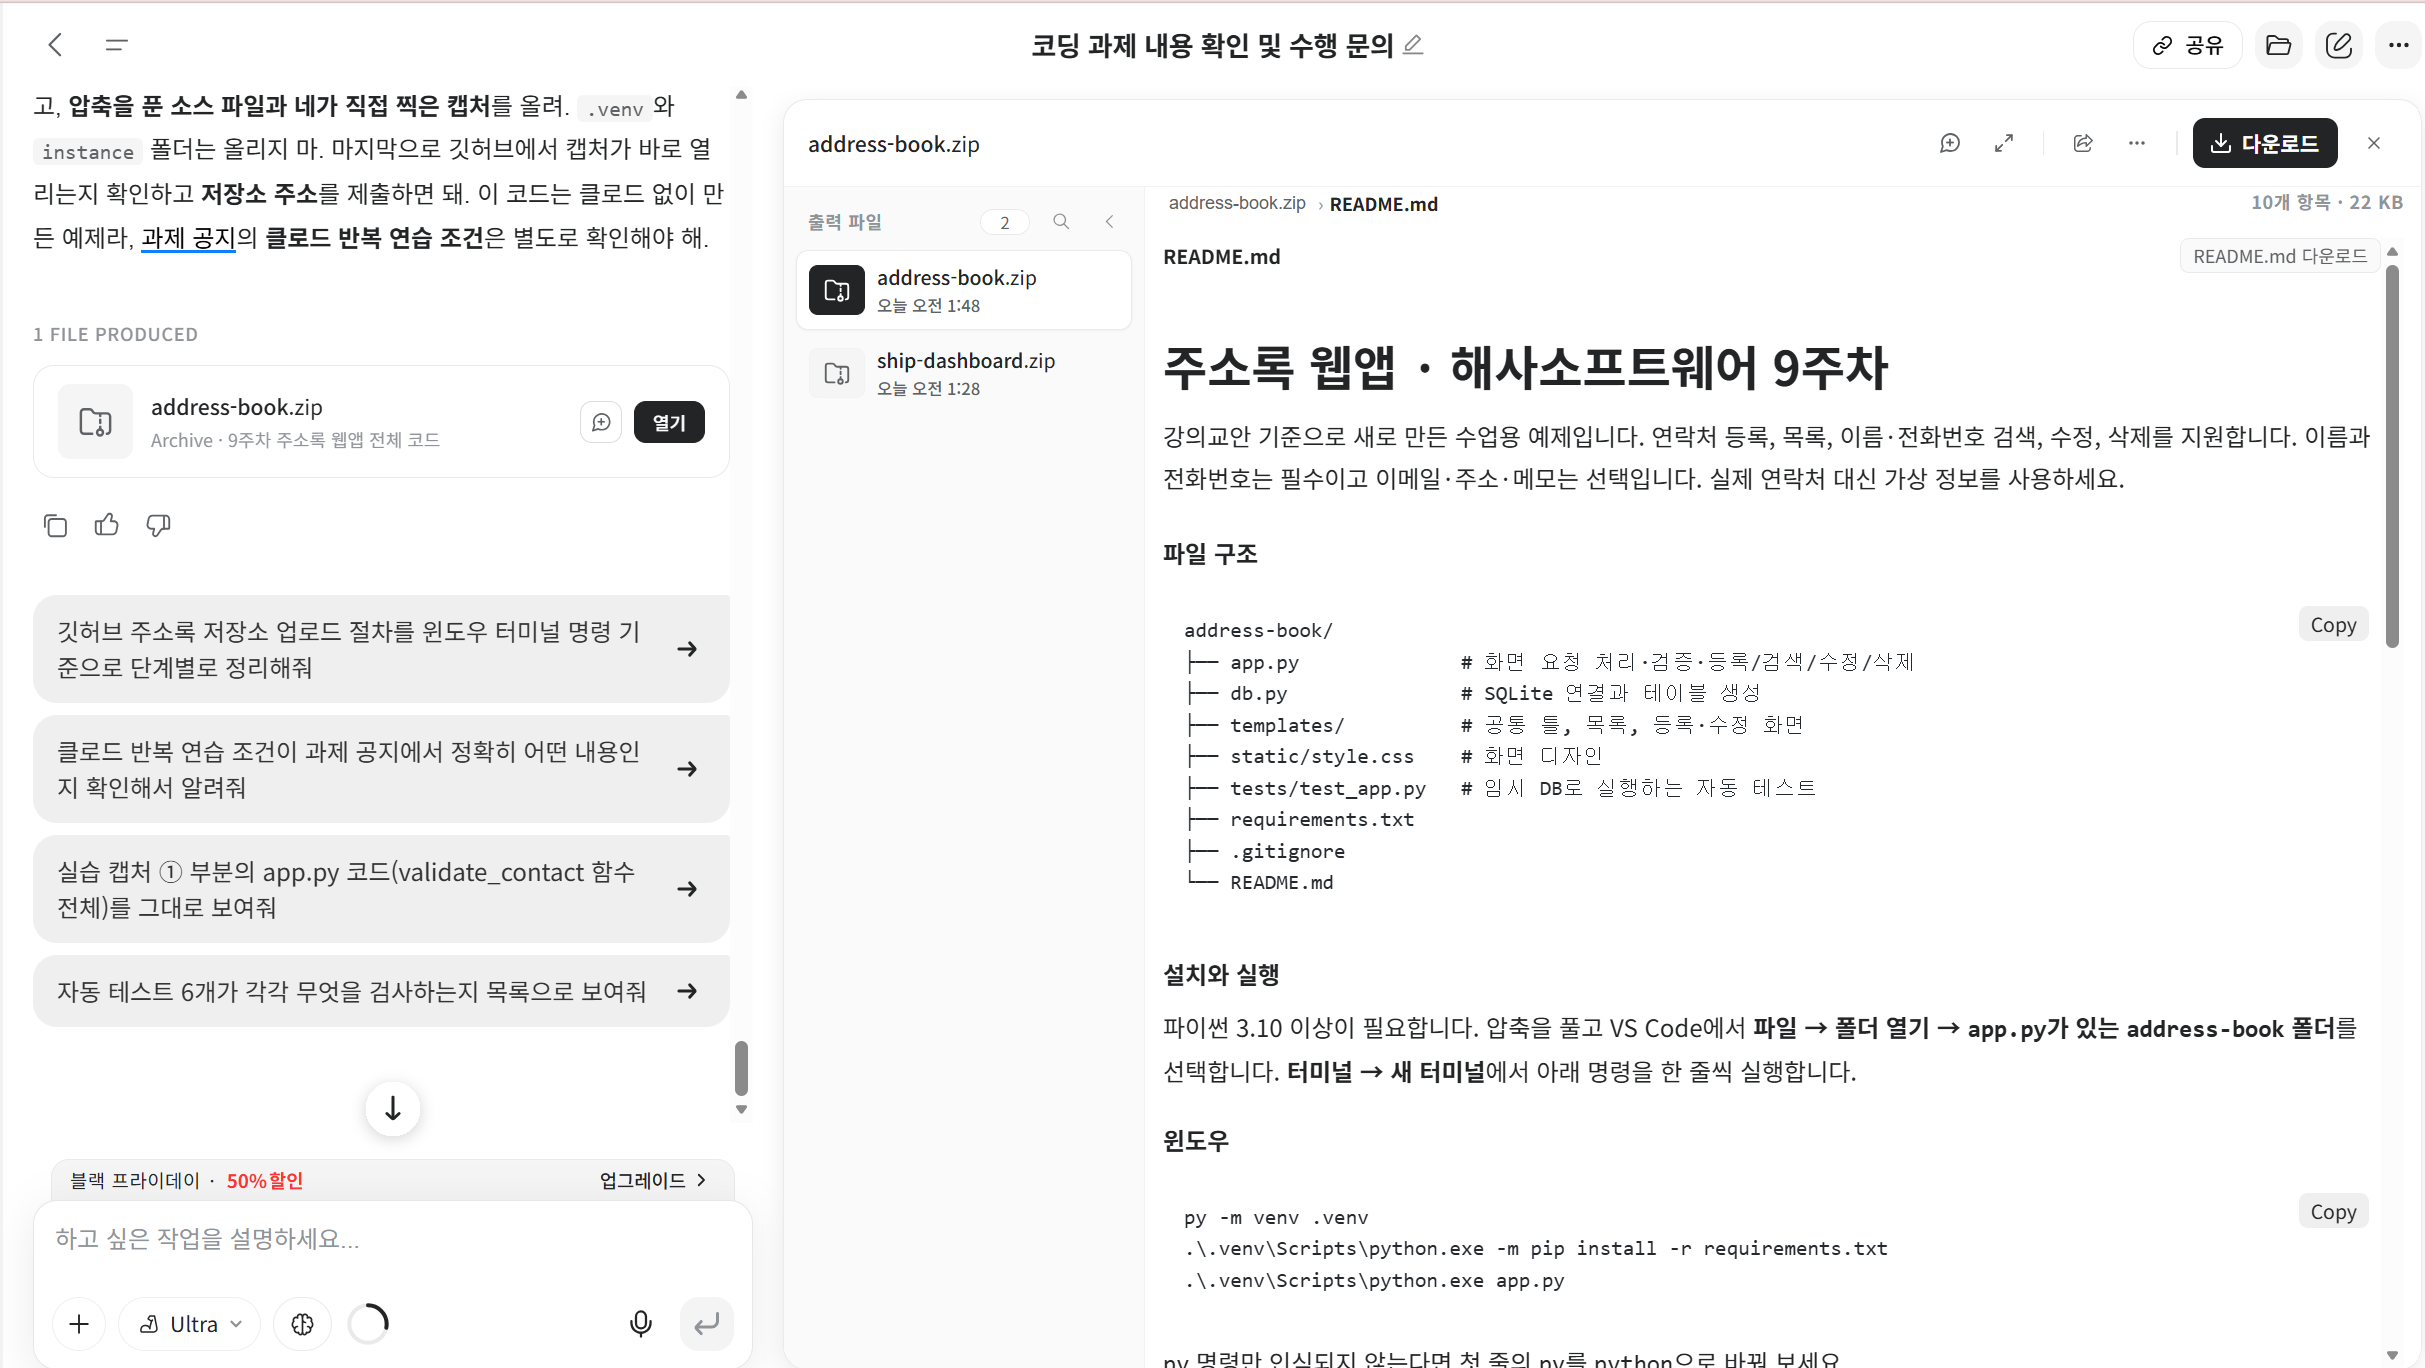 코딩 과제 내용 확인 및 수행 문의
공유
고, 압축을 푼 소스 파일과 네가 직접 찍은 캡처를 올려. .venv 와
instance 폴더는 올리지 마. 마지막으로 깃허브에서 캡처가 바로 열
리는지 확인하고 저장소 주소를 제출하면 돼. 이 코드는 클로드 없이 만
든 예제라, 과제 공지의 클로드 반복 연습 조건은 별도로 확인해야 해.
1 FILE PRODUCED
address-book.zip
Archive · 9주차 주소록 웹앱 전체 코드
열기
깃허브 주소록 저장소 업로드 절차를 윈도우 터미널 명령 기
준으로 단계별로 정리해줘
클로드 반복 연습 조건이 과제 공지에서 정확히 어떤 내용인
지 확인해서 알려줘
실습 캡처 ① 부분의 app.py 코드(validate_contact 함수
전체)를 그대로 보여줘
자동 테스트 6개가 각각 무엇을 검사하는지 목록으로 보여줘
블랙 프라이데이 · 50%할인
업그레이드
하고 싶은 작업을 설명하세요...
Ultra
address-book.zip
다운로드
출력 파일
2
address-book.zip
오늘 오전 1:48
ship-dashboard.zip
오늘 오전 1:28
address-book.zip › README.md
10개 항목 · 22 KB
README.md
README.md 다운로드
주소록 웹앱 · 해사소프트웨어 9주차
강의교안 기준으로 새로 만든 수업용 예제입니다. 연락처 등록, 목록, 이름·전화번호 검색, 수정, 삭제를 지원합니다. 이름과
전화번호는 필수이고 이메일·주소·메모는 선택입니다. 실제 연락처 대신 가상 정보를 사용하세요.
파일 구조
Copy
address-book/
├── app.py # 화면 요청 처리·검증·등록/검색/수정/삭제
├── db.py # SQLite 연결과 테이블 생성
├── templates/ # 공통 틀, 목록, 등록·수정 화면
├── static/style.css # 화면 디자인
├── tests/test_app.py # 임시 DB로 실행하는 자동 테스트
├── requirements.txt
├── .gitignore
└── README.md
설치와 실행
파이썬 3.10 이상이 필요합니다. 압축을 풀고 VS Code에서 파일 → 폴더 열기 → app.py가 있는 address-book 폴더를
선택합니다. 터미널 → 새 터미널에서 아래 명령을 한 줄씩 실행합니다.
윈도우
Copy
py -m venv .venv
.\.venv\Scripts\python.exe -m pip install -r requirements.txt
.\.venv\Scripts\python.exe app.py
py 명령만 인식되지 않는다면 첫 줄의 py를 python으로 바꿔 보세요